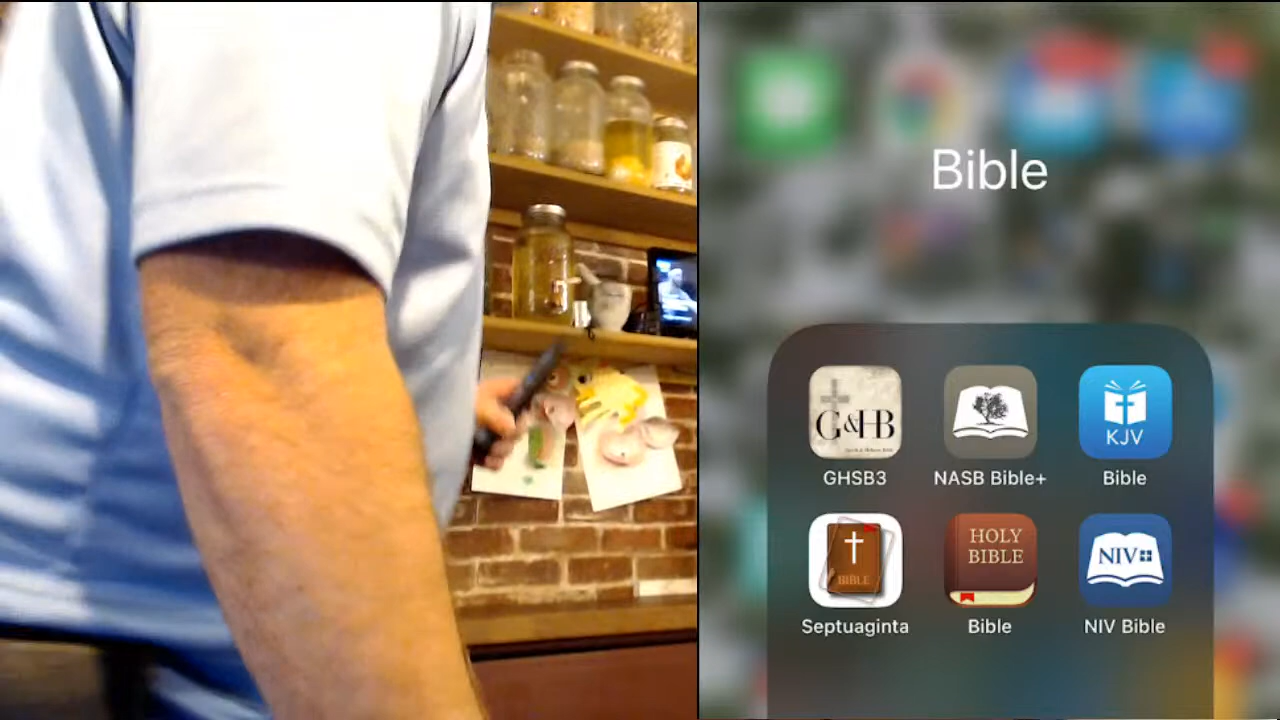 Bible
G&HB
GHSB3
NASB Bible+
KJV
Bible
BIBLE
Septuaginta
HOLY
BIBLE
Bible
NIV
NIV Bible